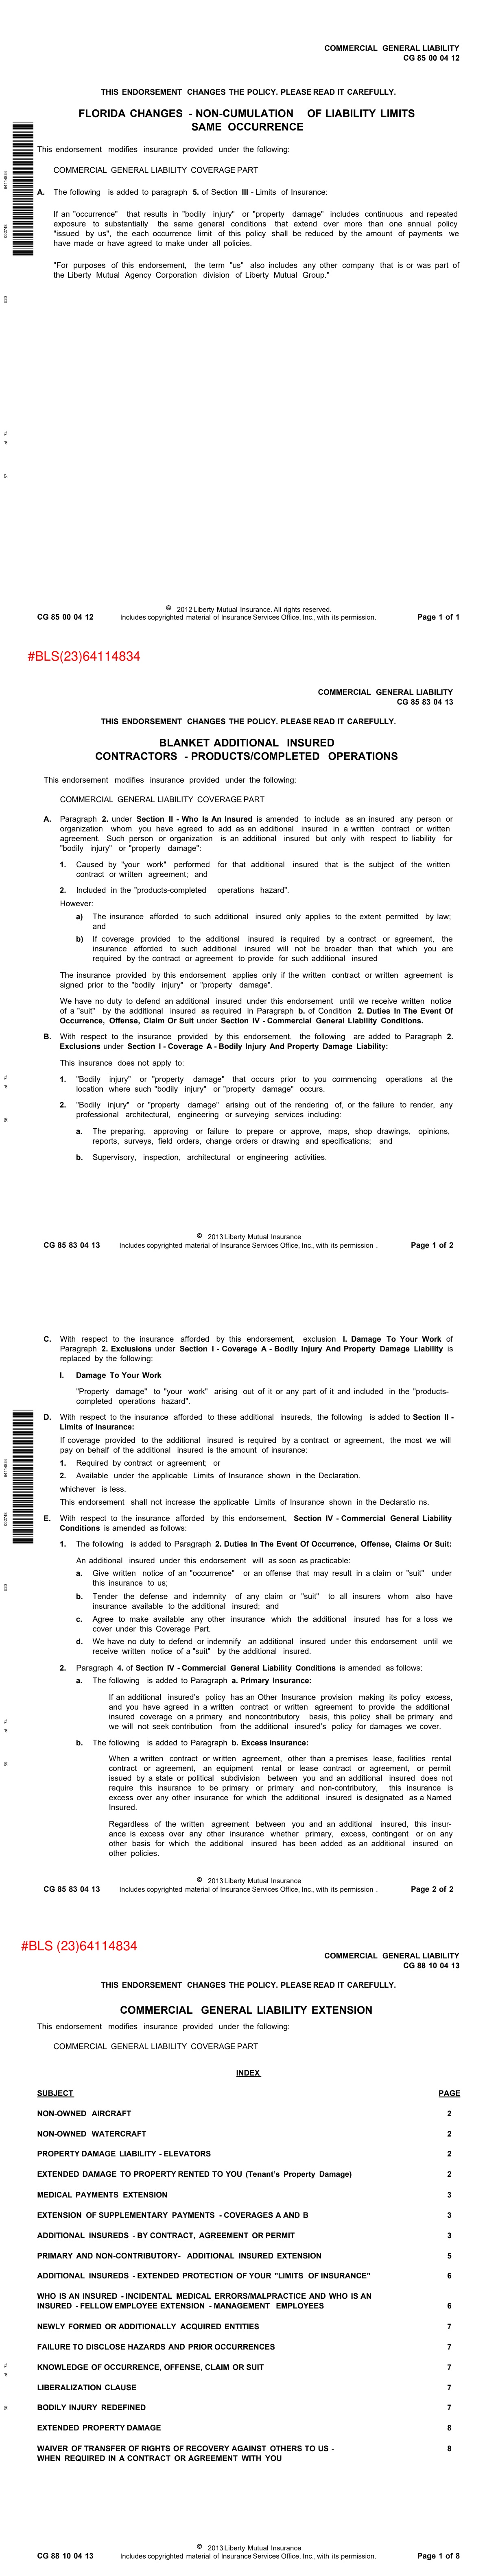 COMMERCIAL GENERAL LIABILITY
CG 85 00 04 12
THIS ENDORSEMENT CHANGES THE POLICY. PLEASE READ IT CAREFULLY.
FLORIDA CHANGES - NON-CUMULATION OF LIABILITY LIMITS
SAME OCCURRENCE
This endorsement modifies insurance provided under the following:
COMMERCIAL GENERAL LIABILITY COVERAGE PART
A. The following is added to paragraph 5. of Section III - Limits of Insurance:
If an "occurrence" that results in "bodily injury" or "property damage" includes continuous and repeated
exposure to substantially the same general conditions that extend over more than one annual policy
"issued by us", the each occurrence limit of this policy shall be reduced by the amount of payments we
have made or have agreed to make under all policies.
"For purposes of this endorsement, the term "us" also includes any other company that is or was part of
the Liberty Mutual Agency Corporation division of Liberty Mutual Group."
64114834
002748
520
of 74
57
© 2012 Liberty Mutual Insurance. All rights reserved.
CG 85 00 04 12 Includes copyrighted material of Insurance Services Office, Inc., with its permission. Page 1 of 1
#BLS(23)64114834
COMMERCIAL GENERAL LIABILITY
CG 85 83 04 13
THIS ENDORSEMENT CHANGES THE POLICY. PLEASE READ IT CAREFULLY.
BLANKET ADDITIONAL INSURED
CONTRACTORS - PRODUCTS/COMPLETED OPERATIONS
This endorsement modifies insurance provided under the following:
COMMERCIAL GENERAL LIABILITY COVERAGE PART
A. Paragraph 2. under Section II - Who Is An Insured is amended to include as an insured any person or
organization whom you have agreed to add as an additional insured in a written contract or written
agreement. Such person or organization is an additional insured but only with respect to liability for
"bodily injury" or "property damage":
1. Caused by "your work" performed for that additional insured that is the subject of the written
contract or written agreement; and
2. Included in the "products-completed operations hazard".
However:
a) The insurance afforded to such additional insured only applies to the extent permitted by law;
and
b) If coverage provided to the additional insured is required by a contract or agreement, the
insurance afforded to such additional insured will not be broader than that which you are
required by the contract or agreement to provide for such additional insured
The insurance provided by this endorsement applies only if the written contract or written agreement is
signed prior to the "bodily injury" or "property damage".
We have no duty to defend an additional insured under this endorsement until we receive written notice
of a "suit" by the additional insured as required in Paragraph b. of Condition 2. Duties In The Event Of
Occurrence, Offense, Claim Or Suit under Section IV - Commercial General Liability Conditions.
B. With respect to the insurance provided by this endorsement, the following are added to Paragraph 2.
Exclusions under Section I - Coverage A - Bodily Injury And Property Damage Liability:
This insurance does not apply to:
1. "Bodily injury" or "property damage" that occurs prior to you commencing operations at the
location where such "bodily injury" or "property damage" occurs.
2. "Bodily injury" or "property damage" arising out of the rendering of, or the failure to render, any
professional architectural, engineering or surveying services including:
a. The preparing, approving or failure to prepare or approve, maps, shop drawings, opinions,
reports, surveys, field orders, change orders or drawing and specifications; and
b. Supervisory, inspection, architectural or engineering activities.
of 74
© 2013 Liberty Mutual Insurance
CG 85 83 04 13 Includes copyrighted material of Insurance Services Office, Inc., with its permission . Page 1 of 2
C. With respect to the insurance afforded by this endorsement, exclusion I. Damage To Your Work of
Paragraph 2. Exclusions under Section I - Coverage A - Bodily Injury And Property Damage Liability is
replaced by the following:
I. Damage To Your Work
"Property damage" to "your work" arising out of it or any part of it and included in the "products-
completed operations hazard".
D. With respect to the insurance afforded to these additional insureds, the following is added to Section II -
Limits of Insurance:
If coverage provided to the additional insured is required by a contract or agreement, the most we will
pay on behalf of the additional insured is the amount of insurance:
1. Required by contract or agreement; or
2. Available under the applicable Limits of Insurance shown in the Declaration.
whichever is less.
This endorsement shall not increase the applicable Limits of Insurance shown in the Declaratio ns.
E. With respect to the insurance afforded by this endorsement, Section IV - Commercial General Liability
Conditions is amended as follows:
1. The following is added to Paragraph 2. Duties In The Event Of Occurrence, Offense, Claims Or Suit:
An additional insured under this endorsement will as soon as practicable:
a. Give written notice of an "occurrence" or an offense that may result in a claim or "suit" under
this insurance to us;
b. Tender the defense and indemnity of any claim or "suit" to all insurers whom also have
insurance available to the additional insured; and
c. Agree to make available any other insurance which the additional insured has for a loss we
cover under this Coverage Part.
d. We have no duty to defend or indemnify an additional insured under this endorsement until we
receive written notice of a "suit" by the additional insured.
2. Paragraph 4. of Section IV - Commercial General Liability Conditions is amended as follows:
a. The following is added to Paragraph a. Primary Insurance:
If an additional insured's policy has an Other Insurance provision making its policy excess,
and you have agreed in a written contract or written agreement to provide the additional
insured coverage on a primary and noncontributory basis, this policy shall be primary and
we will not seek contribution from the additional insured's policy for damages we cover.
b. The following is added to Paragraph b. Excess Insurance:
When a written contract or written agreement, other than a premises lease, facilities rental
contract or agreement, an equipment rental or lease contract or agreement, or permit
issued by a state or political subdivision between you and an additional insured does not
require this insurance to be primary or primary and non-contributory, this insurance is
excess over any other insurance for which the additional insured is designated as a Named
Insured.
Regardless of the written agreement between you and an additional insured, this insur-
ance is excess over any other insurance whether primary, excess, contingent or on any
other basis for which the additional insured has been added as an additional insured on
other policies.
64114834
002748
520
of 74
© 2013 Liberty Mutual Insurance
CG 85 83 04 13 Includes copyrighted material of Insurance Services Office, Inc., with its permission . Page 2 of 2
#BLS (23)64114834
COMMERCIAL GENERAL LIABILITY
CG 88 10 04 13
THIS ENDORSEMENT CHANGES THE POLICY. PLEASE READ IT CAREFULLY.
COMMERCIAL GENERAL LIABILITY EXTENSION
This endorsement modifies insurance provided under the following:
COMMERCIAL GENERAL LIABILITY COVERAGE PART
INDEX
SUBJECT PAGE
NON-OWNED AIRCRAFT 2
NON-OWNED WATERCRAFT 2
PROPERTY DAMAGE LIABILITY - ELEVATORS 2
EXTENDED DAMAGE TO PROPERTY RENTED TO YOU (Tenant's Property Damage) 2
MEDICAL PAYMENTS EXTENSION 3
EXTENSION OF SUPPLEMENTARY PAYMENTS - COVERAGES A AND B 3
ADDITIONAL INSUREDS - BY CONTRACT, AGREEMENT OR PERMIT 3
PRIMARY AND NON-CONTRIBUTORY- ADDITIONAL INSURED EXTENSION 5
ADDITIONAL INSUREDS - EXTENDED PROTECTION OF YOUR "LIMITS OF INSURANCE" 6
WHO IS AN INSURED - INCIDENTAL MEDICAL ERRORS/MALPRACTICE AND WHO IS AN
INSURED - FELLOW EMPLOYEE EXTENSION - MANAGEMENT EMPLOYEES 6
NEWLY FORMED OR ADDITIONALLY ACQUIRED ENTITIES 7
FAILURE TO DISCLOSE HAZARDS AND PRIOR OCCURRENCES 7
KNOWLEDGE OF OCCURRENCE, OFFENSE, CLAIM OR SUIT 7
LIBERALIZATION CLAUSE 7
BODILY INJURY REDEFINED 7
EXTENDED PROPERTY DAMAGE 8
WAIVER OF TRANSFER OF RIGHTS OF RECOVERY AGAINST OTHERS TO US - 8
WHEN REQUIRED IN A CONTRACT OR AGREEMENT WITH YOU
of 74
60
© 2013 Liberty Mutual Insurance
CG 88 10 04 13 Includes copyrighted material of Insurance Services Office, Inc., with its permission. Page 1 of 8